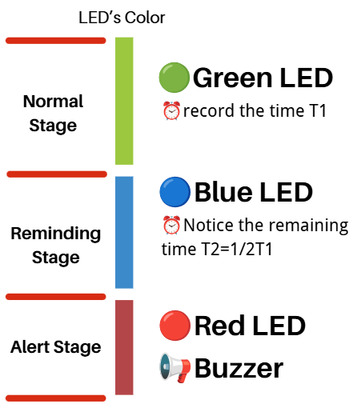 LED’s Color
Normal
Stage
Green LED
record the time T1
Reminding
Stage
Blue LED
Notice the remaining
time T2=1/2T1
Alert Stage
Red LED
Buzzer